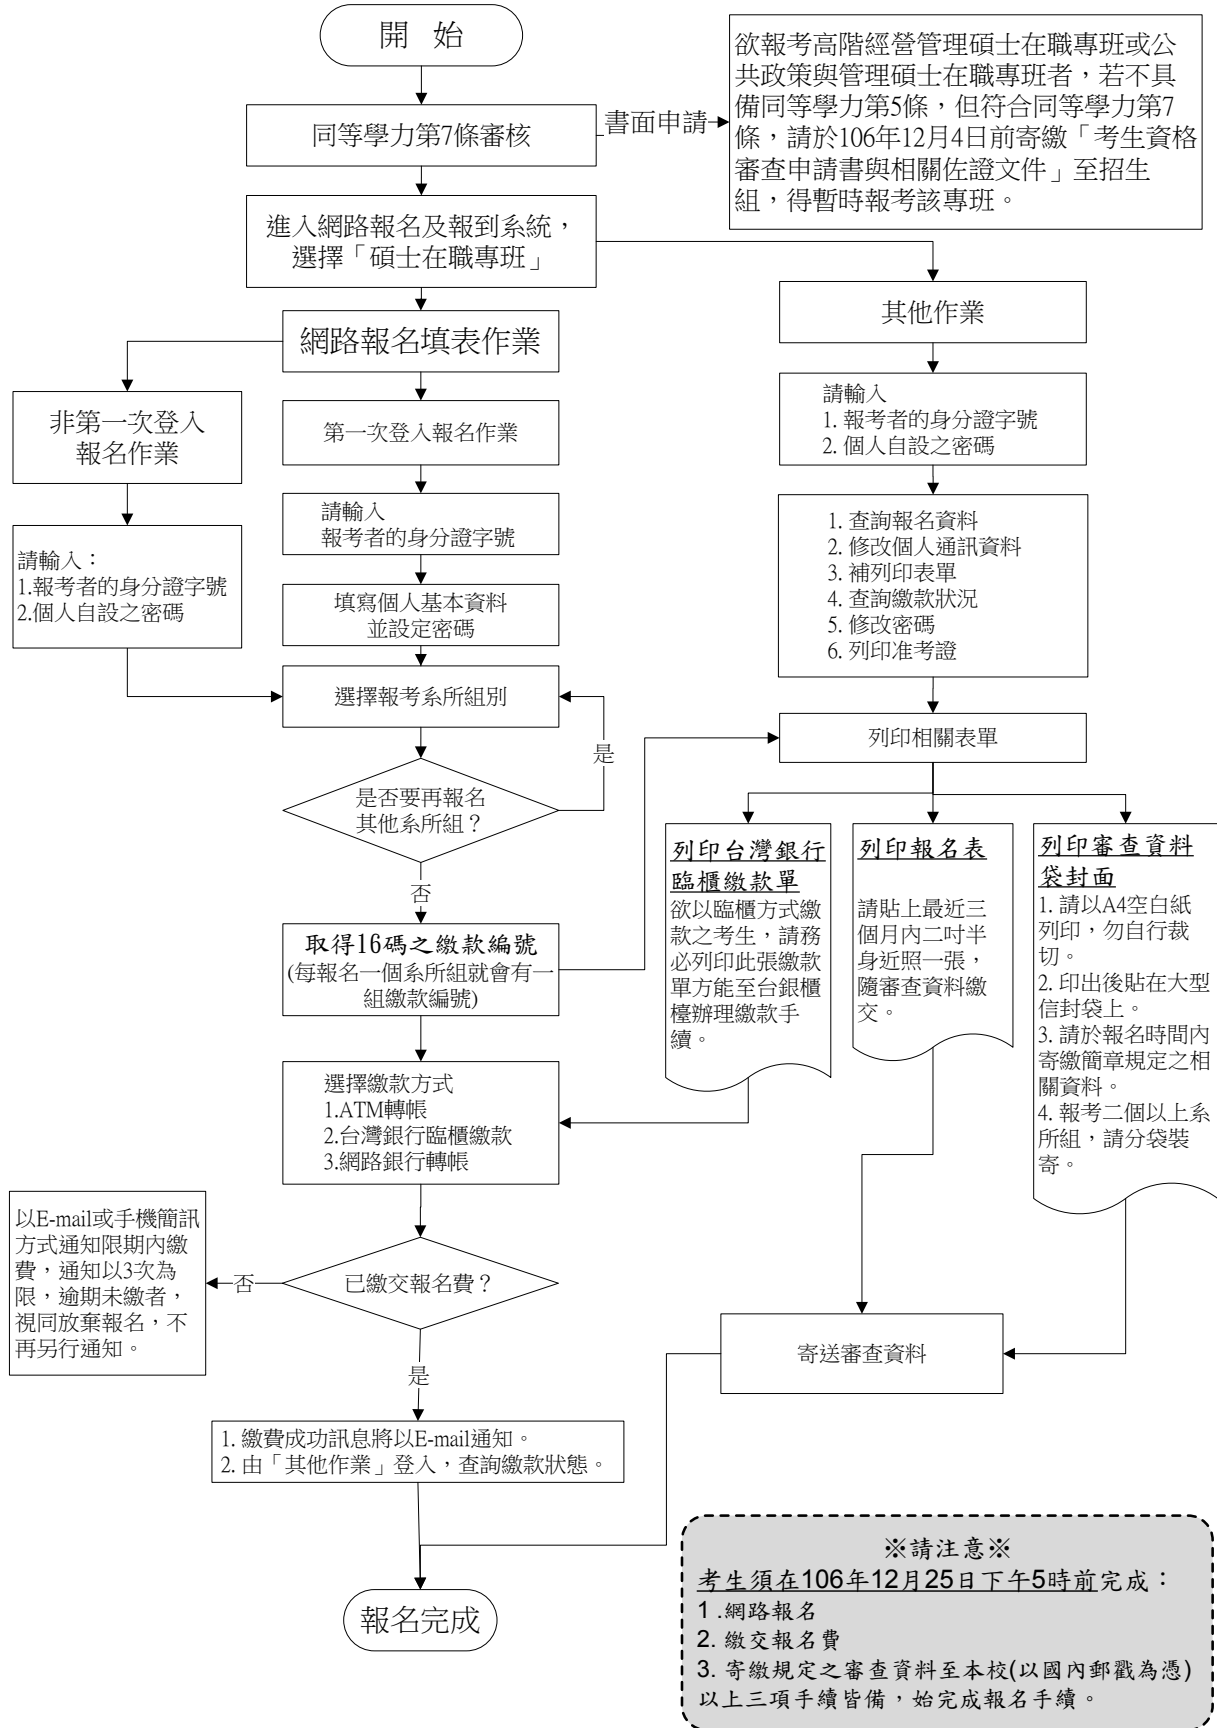 開 始
欲報考高階經營管理碩士在職專班或公
共政策與管理碩士在職專班者，若不具
備同等學力第5條，但符合同等學力第7
條，請於106年12月4日前寄繳「考生資格
審查申請書與相關佐證文件」至招生
組，得暫時報考該專班。
同等學力第7條審核
書面申請
進入網路報名及報到系統，
選擇「碩士在職專班」
其他作業
網路報名填表作業
非第一次登入
報名作業
第一次登入報名作業
請輸入
1. 報考者的身分證字號
2. 個人自設之密碼
請輸入
報考者的身分證字號
請輸入：
1.報考者的身分證字號
2.個人自設之密碼
填寫個人基本資料
並設定密碼
1. 查詢報名資料
2. 修改個人通訊資料
3. 補列印表單
4. 查詢繳款狀況
5. 修改密碼
6. 列印准考證
選擇報考系所組別
是
列印相關表單
是否要再報名
其他系所組？
否
列印台灣銀行
臨櫃繳款單
欲以臨櫃方式繳
款之考生，請務
必列印此張繳款
單方能至台銀櫃
檯辦理繳款手
續。
列印報名表
請貼上最近三
個月內二吋半
身近照一張，
隨審查資料繳
交。
列印審查資料
袋封面
1. 請以A4空白紙
列印，勿自行裁
切。
2. 印出後貼在大型
信封袋上。
3. 請於報名時間內
寄繳簡章規定之相
關資料。
4. 報考二個以上系
所組，請分袋裝
寄。
取得16碼之繳款編號
(每報名一個系所組就會有一
組繳款編號)
選擇繳款方式
1.ATM轉帳
2.台灣銀行臨櫃繳款
3.網路銀行轉帳
以E-mail或手機簡訊
方式通知限期內繳
費，通知以3次為
限，逾期未繳者，
視同放棄報名，不
再另行通知。
否
已繳交報名費？
是
寄送審查資料
1. 繳費成功訊息將以E-mail通知。
2. 由「其他作業」登入，查詢繳款狀態。
報名完成
※請注意※
考生須在106年12月25日下午5時前完成：
1 .網路報名
2. 繳交報名費
3. 寄繳規定之審查資料至本校(以國內郵戳為憑)
以上三項手續皆備，始完成報名手續。